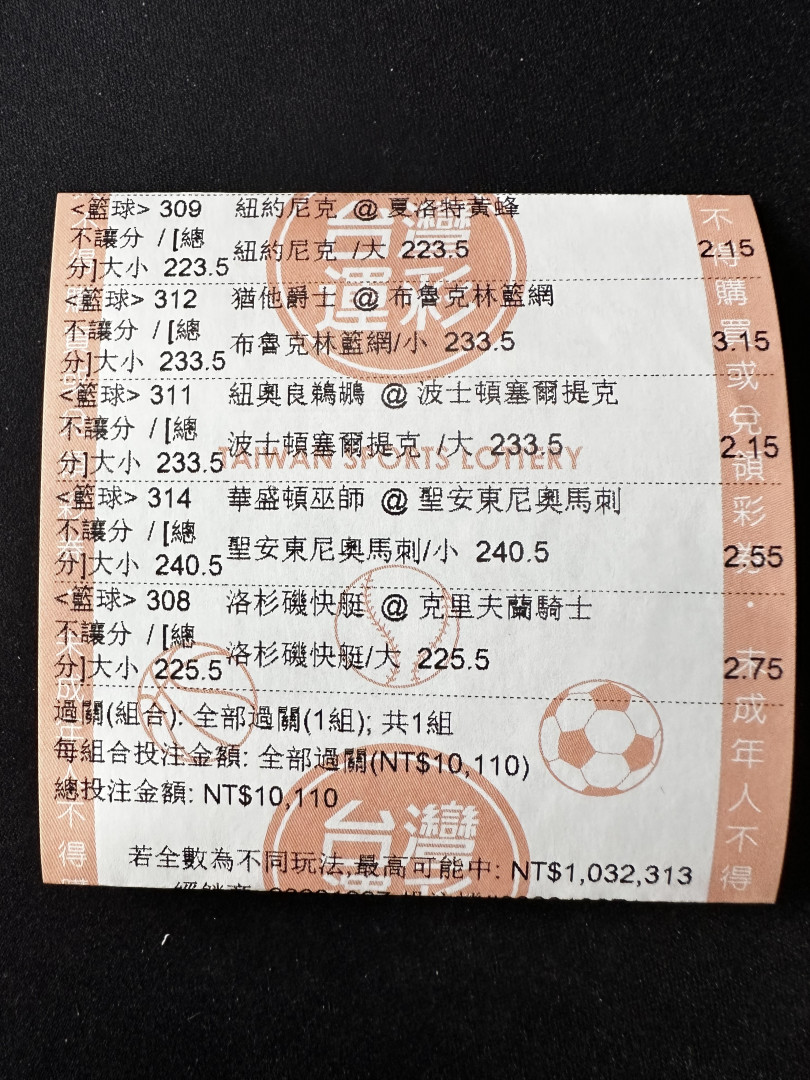 <籃球> 309 紐約尼克 @ 夏洛特黃蜂
不讓分 / [總
分]大小 223.5 紐約尼克 /大 223.5 2.15
<籃球> 312 猶他爵士 @ 布魯克林籃網
不讓分 / [總
分]大小 233.5 布魯克林籃網/小 233.5 3.15
<籃球> 311 紐奧良鵜鶘 @ 波士頓塞爾提克
不讓分 / [總
分]大小 233.5 波士頓塞爾提克 /大 233.5 2.15
<籃球> 314 華盛頓巫師 @ 聖安東尼奧馬刺
不讓分 / [總
分]大小 240.5 聖安東尼奧馬刺/小 240.5 2.55
<籃球> 308 洛杉磯快艇 @ 克里夫蘭騎士
不讓分 / [總
分]大小 225.5 洛杉磯快艇/大 225.5 2.75
過關(組合): 全部過關(1組); 共1組
每組合投注金額: 全部過關(NT$10,110)
總投注金額: NT$10,110
若全數為不同玩法,最高可能中: NT$1,032,313
台灣
運彩
TAIWAN SPORTS LOTTERY
台灣
不得購買或兌領彩券・未成年人不得